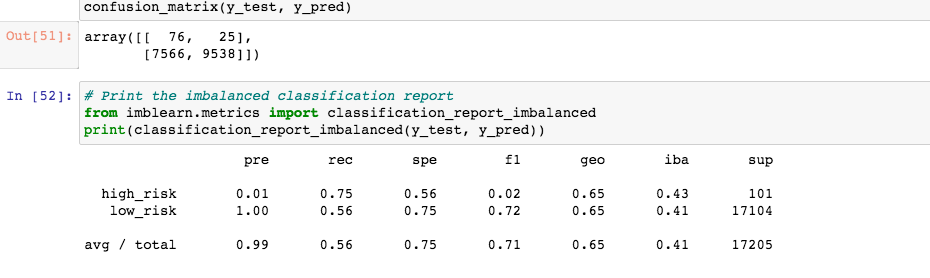 confusion_matrix(y_test, y_pred)
Out[51]: array([[ 76, 25],
[7566, 9538]])
In [52]: # Print the imbalanced classification report
from imblearn.metrics import classification_report_imbalanced
print(classification_report_imbalanced(y_test, y_pred))
pre rec spe f1 geo iba sup
high_risk 0.01 0.75 0.56 0.02 0.65 0.43 101
low_risk 1.00 0.56 0.75 0.72 0.65 0.41 17104
avg / total 0.99 0.56 0.75 0.71 0.65 0.41 17205